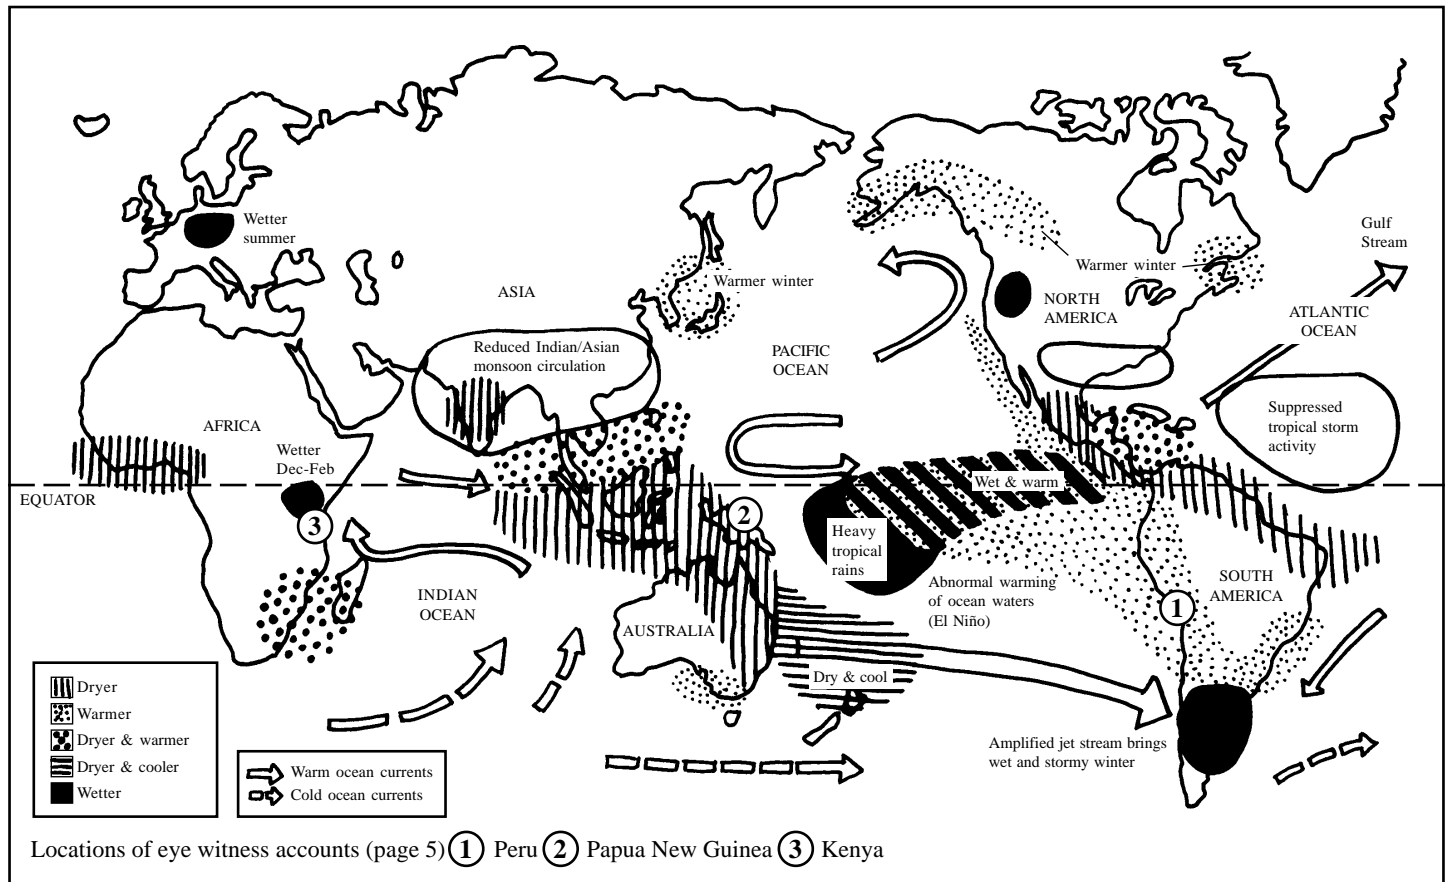 Wetter
summer
ASIA
Warmer winter
Reduced Indian/Asian
monsoon circulation
PACIFIC
OCEAN
Warmer winter
NORTH
AMERICA
Gulf
Stream
ATLANTIC
OCEAN
Suppressed
tropical storm
activity
AFRICA
Wetter
Dec-Feb
EQUATOR
3
2
Wet & warm
Heavy
tropical
rains
Abnormal warming
of ocean waters
(El Niño)
1
SOUTH
AMERICA
INDIAN
OCEAN
AUSTRALIA
Dry & cool
Amplified jet stream brings
wet and stormy winter
Dryer
Warmer
Dryer & warmer
Dryer & cooler
Wetter
Warm ocean currents
Cold ocean currents
Locations of eye witness accounts (page 5) 1 Peru 2 Papua New Guinea 3 Kenya